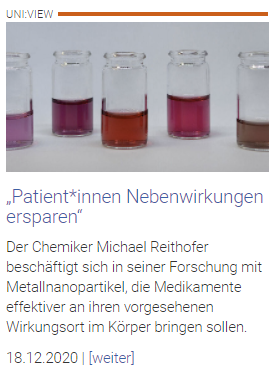 UNI:VIEW
„Patient*innen Nebenwirkungen
ersparen“
Der Chemiker Michael Reithofer
beschäftigt sich in seiner Forschung mit
Metallnanopartikel, die Medikamente
effektiver an ihren vorgesehenen
Wirkungsort im Körper bringen sollen.
18.12.2020 | [weiter]